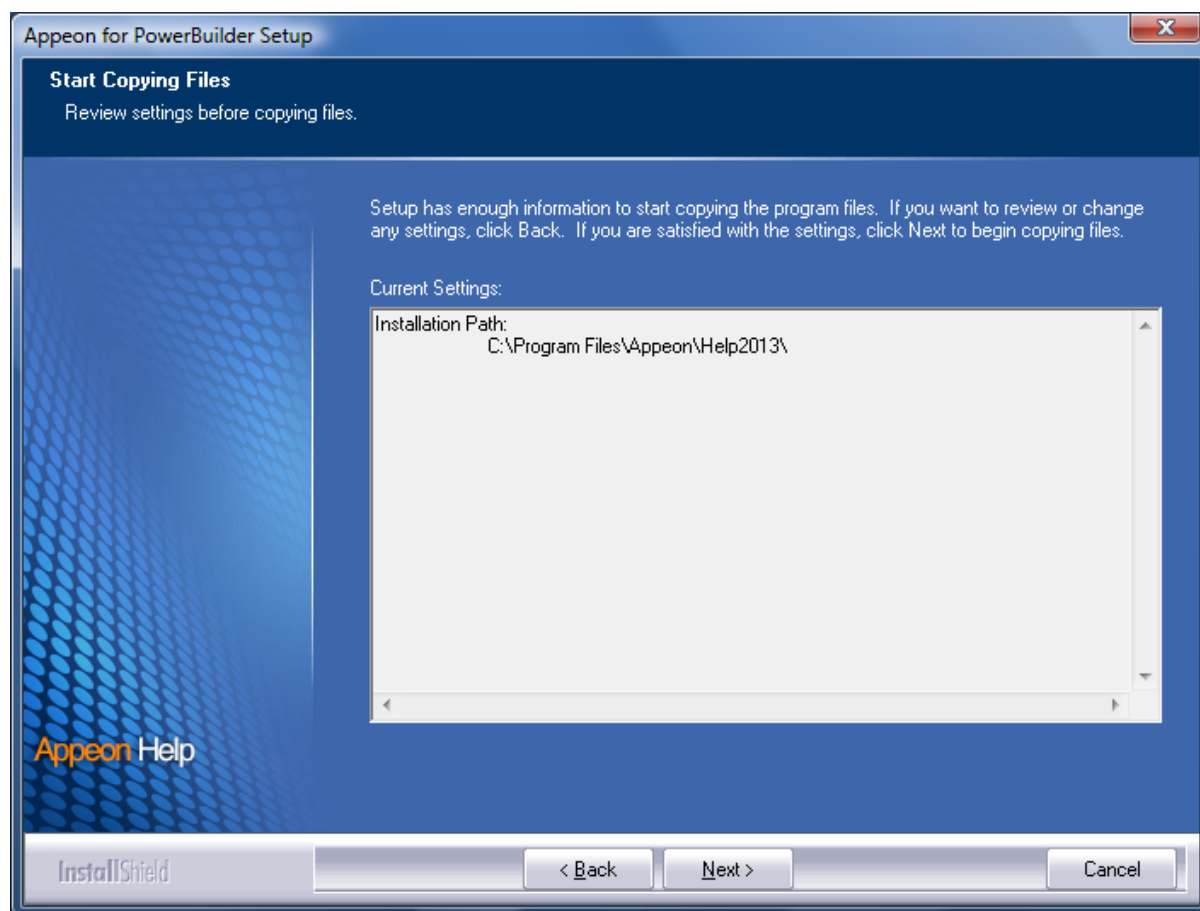 Appeon for PowerBuilder Setup
Start Copying Files
Review settings before copying files.
Setup has enough information to start copying the program files. If you want to review or change
any settings, click Back. If you are satisfied with the settings, click Next to begin copying files.
Current Settings:
Installation Path:
C:\Program Files\Appeon\Help2013\
Appeon Help
InstallShield
< Back
Next >
Cancel